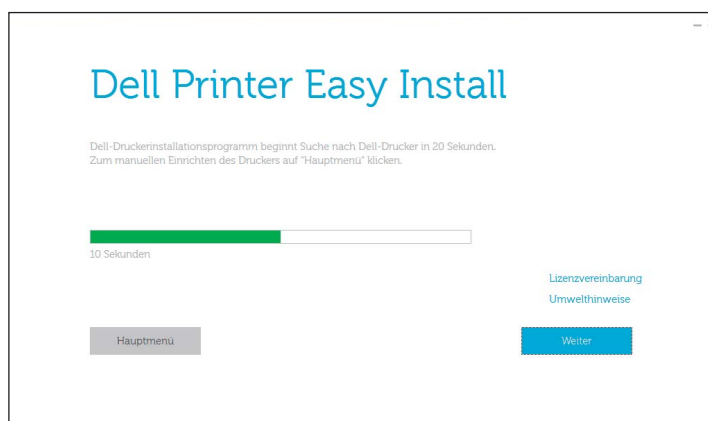 Dell Printer Easy Install
Dell-Druckerinstallationsprogramm beginnt Suche nach Dell-Drucker in 20 Sekunden.
Zum manuellen Einrichten des Druckers auf "Hauptmenü" klicken.
10 Sekunden
Lizenzvereinbarung
Umwelthinweise
Hauptmenü
Weiter